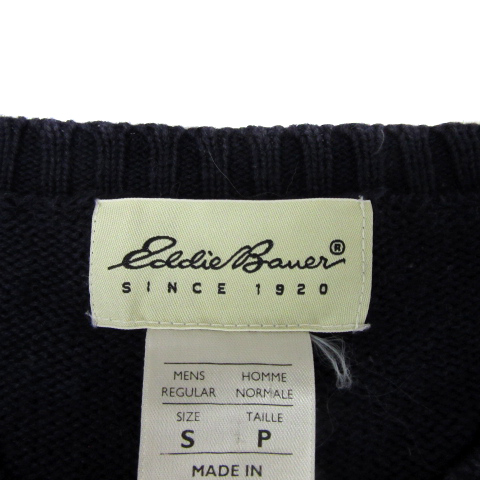 Eddie Bauer®
SINCE 1920
MENS HOMME
REGULAR NORMALE
SIZE TAILLE
S P
MADE IN